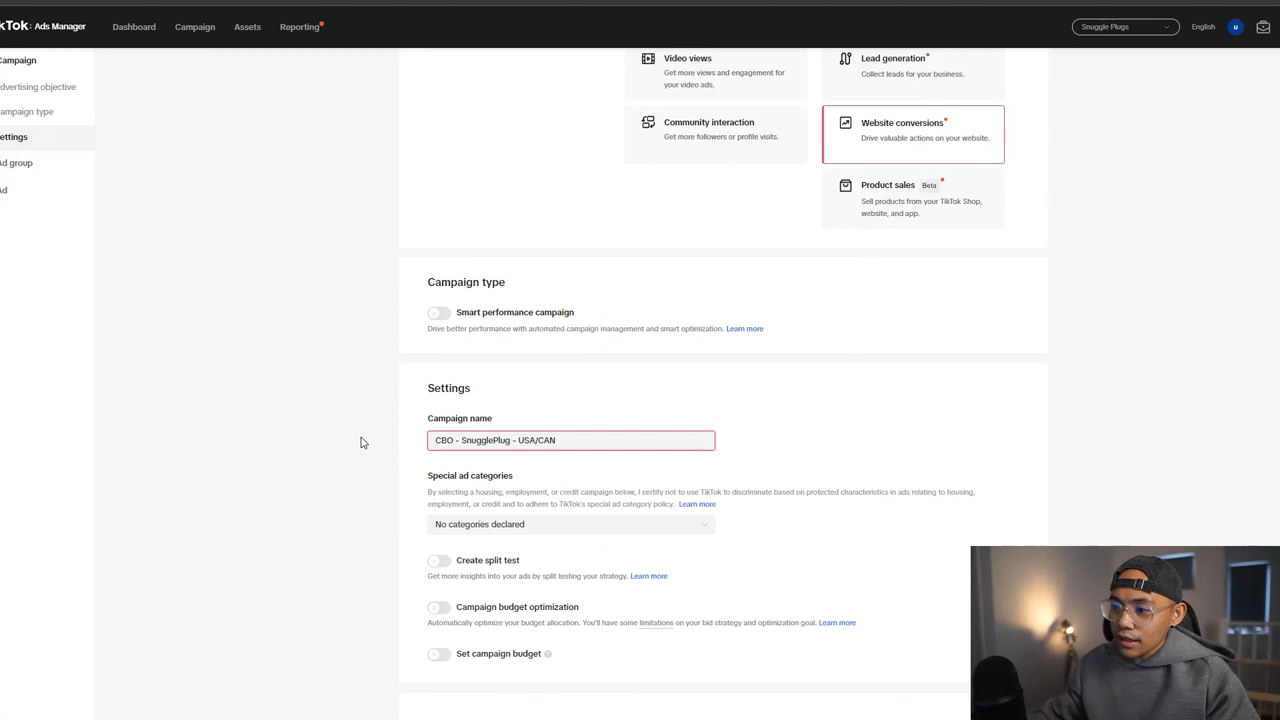 kTok: Ads Manager
Dashboard
Campaign
Assets
Reporting
Snuggle Plugs
English
u
Campaign
dvertising objective
ampaign type
ettings
Ad group
Ad
Video views
Get more views and engagement for
your video ads.
Lead generation
Collect leads for your business.
Community interaction
Get more followers or profile visits.
Website conversions
Drive valuable actions on your website.
Product sales Beta
Sell products from your TikTok Shop,
website, and app.
Campaign type
Smart performance campaign
Drive better performance with automated campaign management and smart optimization. Learn more
Settings
Campaign name
CBO - SnugglePlug - USA/CAN
Special ad categories
By selecting a housing, employment, or credit campaign below, I certify not to use TikTok to discriminate based on protected characteristics in ads relating to housing,
employment, or credit and to adhere to TikTok's special ad category policy. Learn more
No categories declared
Create split test
Get more insights into your ads by split testing your strategy. Learn more
Campaign budget optimization
Automatically optimize your budget allocation. You'll have some limitations on your bid strategy and optimization goal. Learn more
Set campaign budget